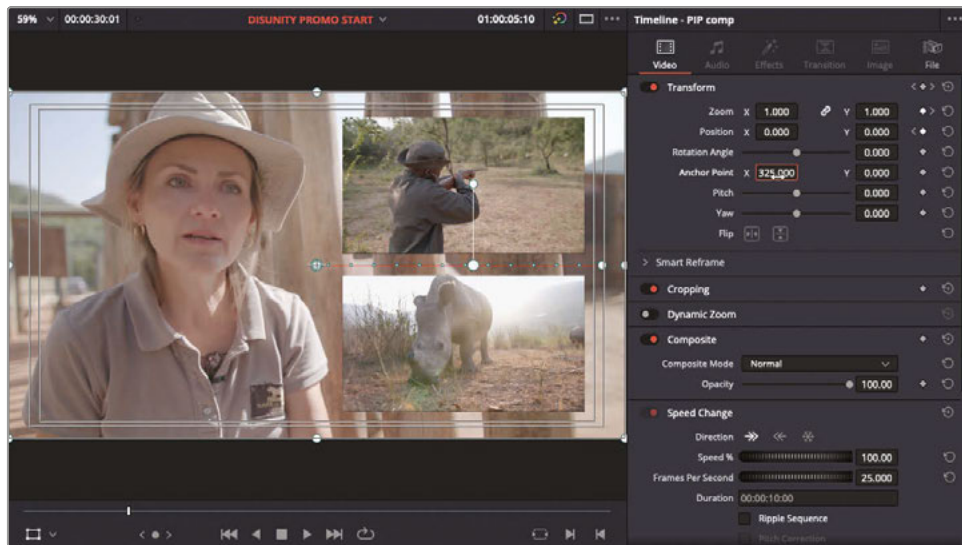 59% 00:00:30:01 DISUNITY PROMO START 01:00:05:10
Timeline - PIP comp
Video Audio Effects Transition Image File
Transform
Zoom X 1.000 Y 1.000
Position X 0.000 Y 0.000
Rotation Angle 0.000
Anchor Point X 325.000 Y 0.000
Pitch 0.000
Yaw 0.000
Flip
Smart Reframe
Cropping
Dynamic Zoom
Composite
Composite Mode Normal
Opacity 100.00
Speed Change
Direction
Speed % 100.00
Frames Per Second 25.000
Duration 00:00:10:00
Ripple Sequence
Pitch Correction